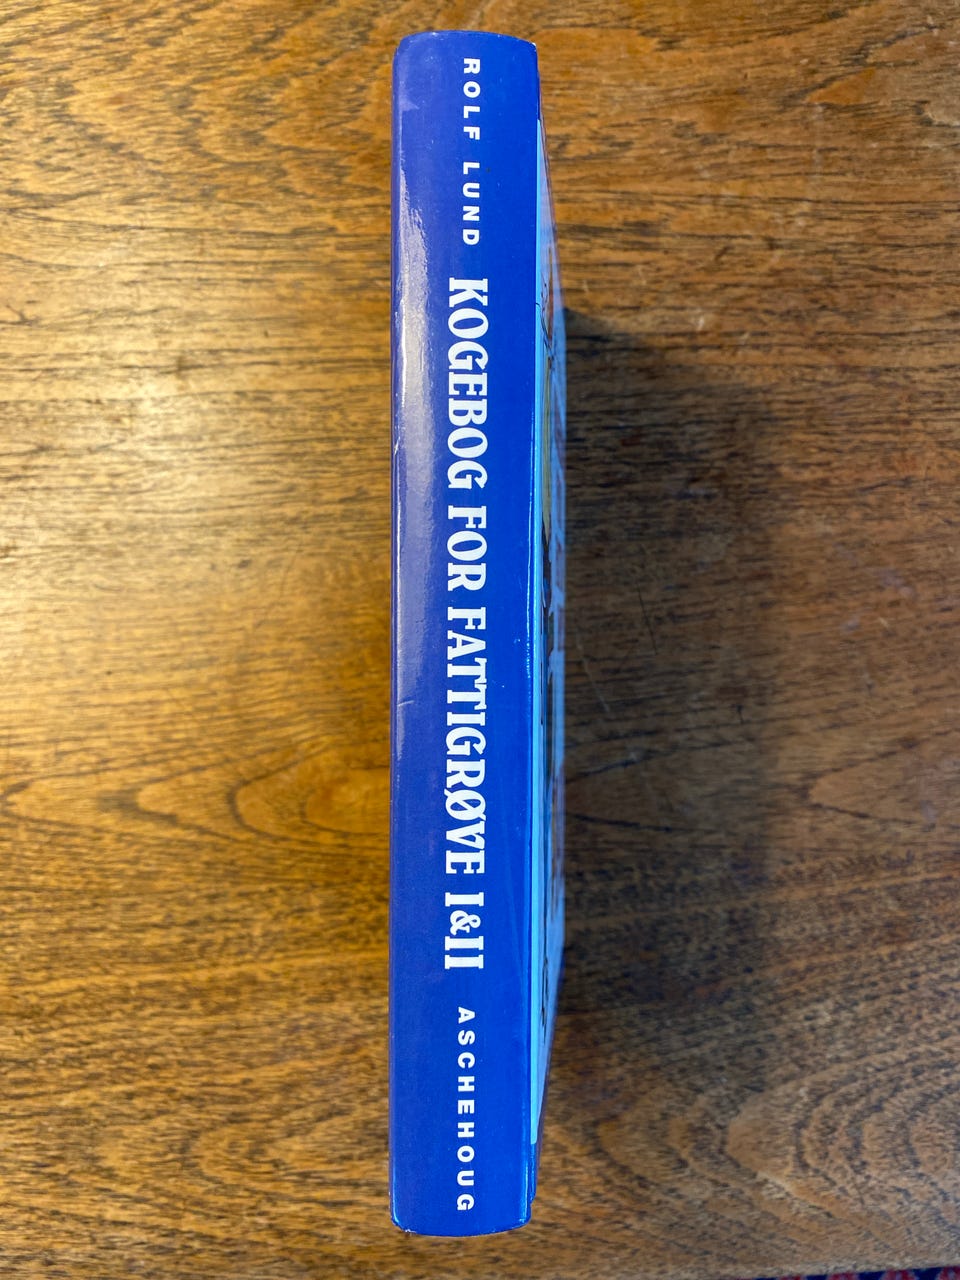 ROLF LUND KOGEBOG FOR FATTIGRØVE I&II ASCHEHOUG